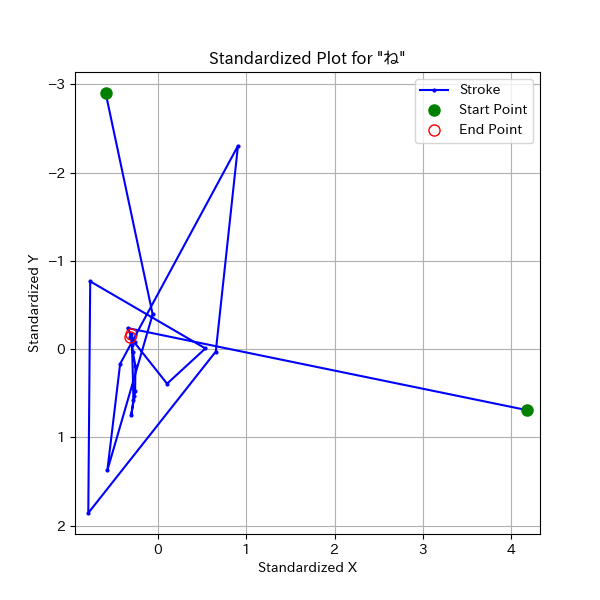 Standardized Plot for "ね"
Stroke
Start Point
End Point
Standardized Y
−3
−2
−1
0
1
2
0 1 2 3 4
Standardized X